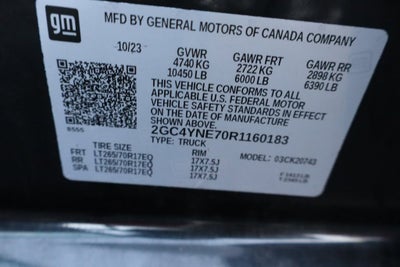 gm
MFD BY GENERAL MOTORS OF CANADA COMPANY
10/23 GVWR GAWR FRT GAWR RR
4740 KG 2722 KG 2898 KG
10450 LB 6000 LB 6390 LB
THIS VEHICLE CONFORMS TO ALL APPLICABLE
U.S. FEDERAL MOTOR VEHICLE
SAFETY STANDARDS IN EFFECT ON THE
DATE OF MANUFACTURE SHOWN ABOVE
2GC4YNE70R1160183
TYPE: TRUCK
TIRE SIZE RIM 03CK20743
FRT LT265/70R17EQ 17X7.5J
RR LT265/70R17EQ 17X7.5J
SPA LT265/70R17EQ 17X7.5J